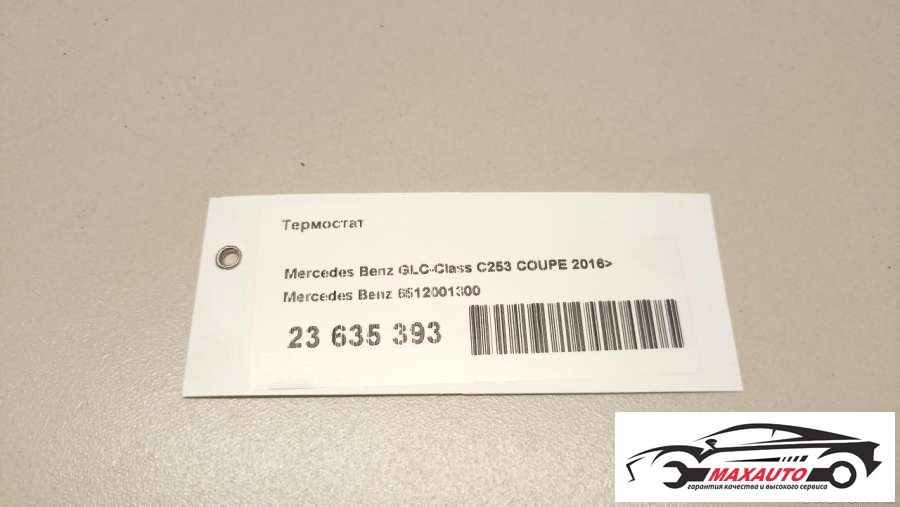 Термостат
Mercedes Benz GLC-Class C253 COUPE 2016>
Mercedes Benz 6512001300
23 635 393
MAXAUTO
гарантия качества и высокого сервиса